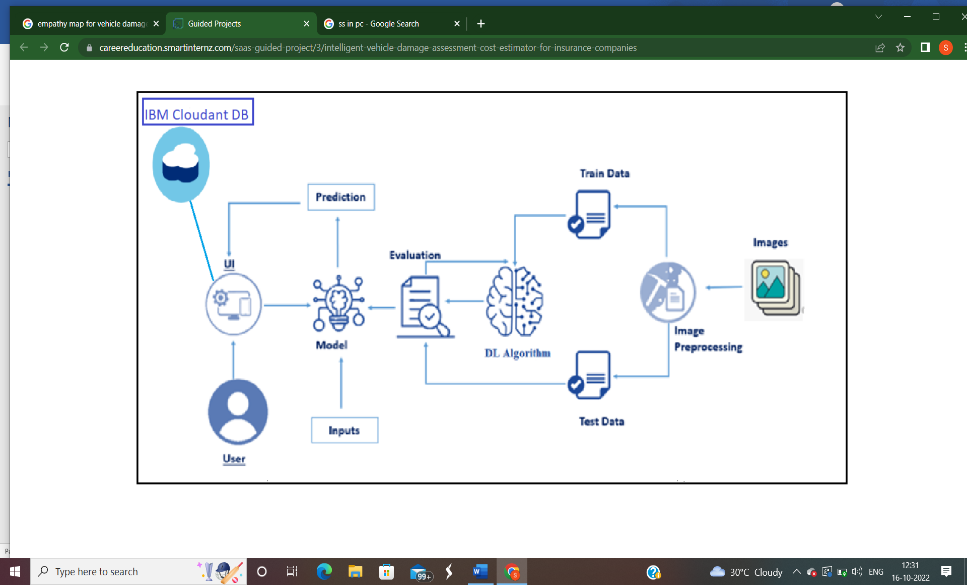 empathy map for vehicle damag
Guided Projects
ss in pc - Google Search
careereducation.smartinternz.com/saas-guided-project/3/intelligent-vehicle-damage-assessment-cost-estimator-for-insurance-companies
S
IBM Cloudant DB
Prediction
Train Data
Images
Evaluation
UI
Model
DL Algorithm
Image
Preprocessing
Inputs
Test Data
User
Type here to search
99+
30°C Cloudy
ENG
12:31
16-10-2022